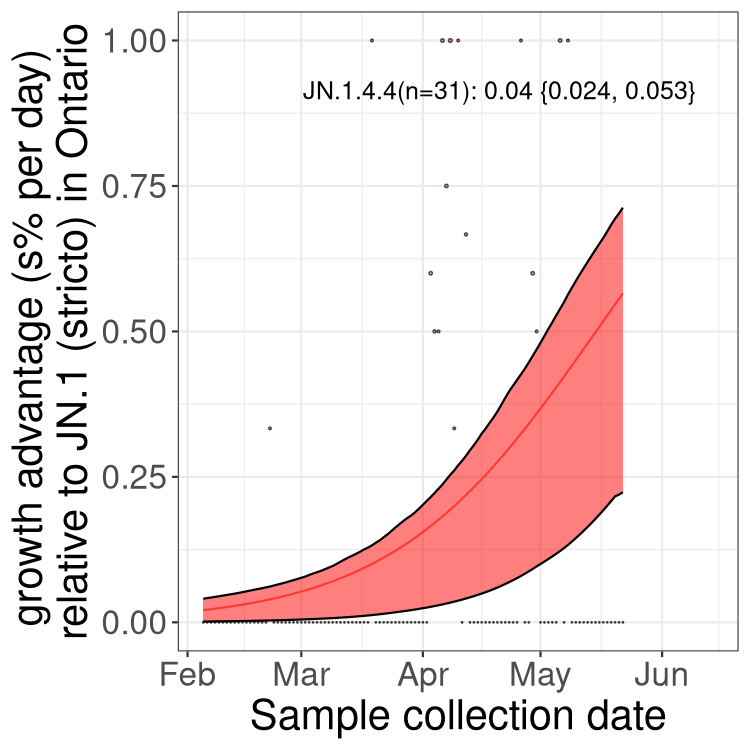 growth advantage (s% per day)
relative to JN.1 (stricto) in Ontario
1.00
0.75
0.50
0.25
0.00
JN.1.4.4(n=31): 0.04 {0.024, 0.053}
Feb Mar Apr May Jun
Sample collection date